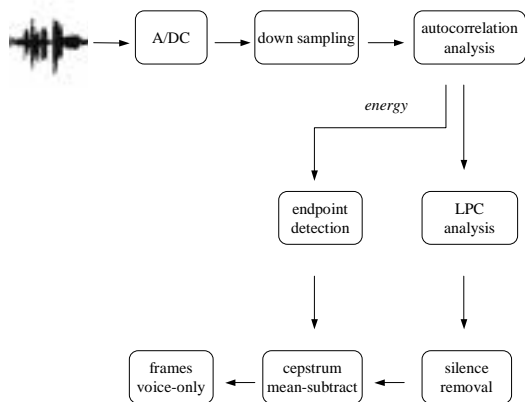 A/DC
down sampling
autocorrelation
analysis
energy
endpoint
detection
LPC
analysis
frames
voice-only
cepstrum
mean-subtract
silence
removal